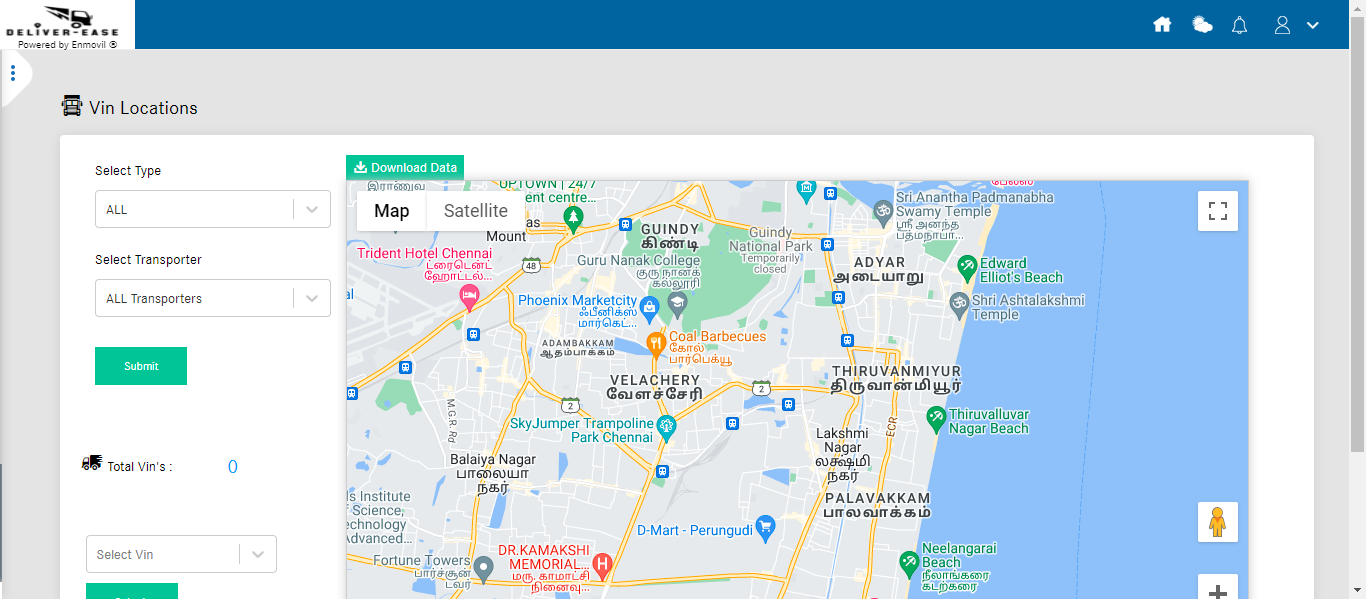 DELIVER-EASE
Powered by Enmovil ®
Vin Locations
Select Type
ALL
Select Transporter
ALL Transporters
Submit
Total Vin's :
0
Select Vin
Download Data
Map
Satellite
UPTOWN | 24/7
Mount
GUINDY
கிண்டி
Guindy
National Park
Temporarily
closed
Sri.Anantha Padmanabha
Swamy Temple
ஸ்ரீ அனந்த
பத்மநாபா...
Trident Hotel Chennai
ட்ரைடென்ட்
ஹோட்டல்...
48
Guru Nanak College
குரு நானக்
கல்லூரி
ADYAR
அடையாறு
Edward
Elliot's Beach
Phoenix Marketcity
ஃபீனிக்ஸ்
மார்கெட்...
Shri Ashtalakshmi
Temple
ADAMBAKKAM
ஆதம்பாக்கம்
Coal Barbecues
கோல்
பார்பெக்யூ
VELACHERY
வேளச்சேரி
2
THIRUVANMIYUR
திருவான்மியூர்
2
M.G.R. Rd
ECR
SkyJumper Trampoline
Park Chennai
Thiruvalluvar
Nagar Beach
Lakshmi
Nagar
லக்ஷ்மி
நகர்
Balaiya Nagar
பாலையா
நகர்
PALAVAKKAM
பாலவாக்கம்
ls Institute
of Science,
echnology
Advanced...
D-Mart - Perungudi
DR.KAMAKSHI
MEMORIAL...
மரு. காமாட்சி
நினைவு...
Fortune Towers
பார்ச்சூன்
டவர்
Neelangarai
Beach
நீலாங்கரை
கடற்கரை